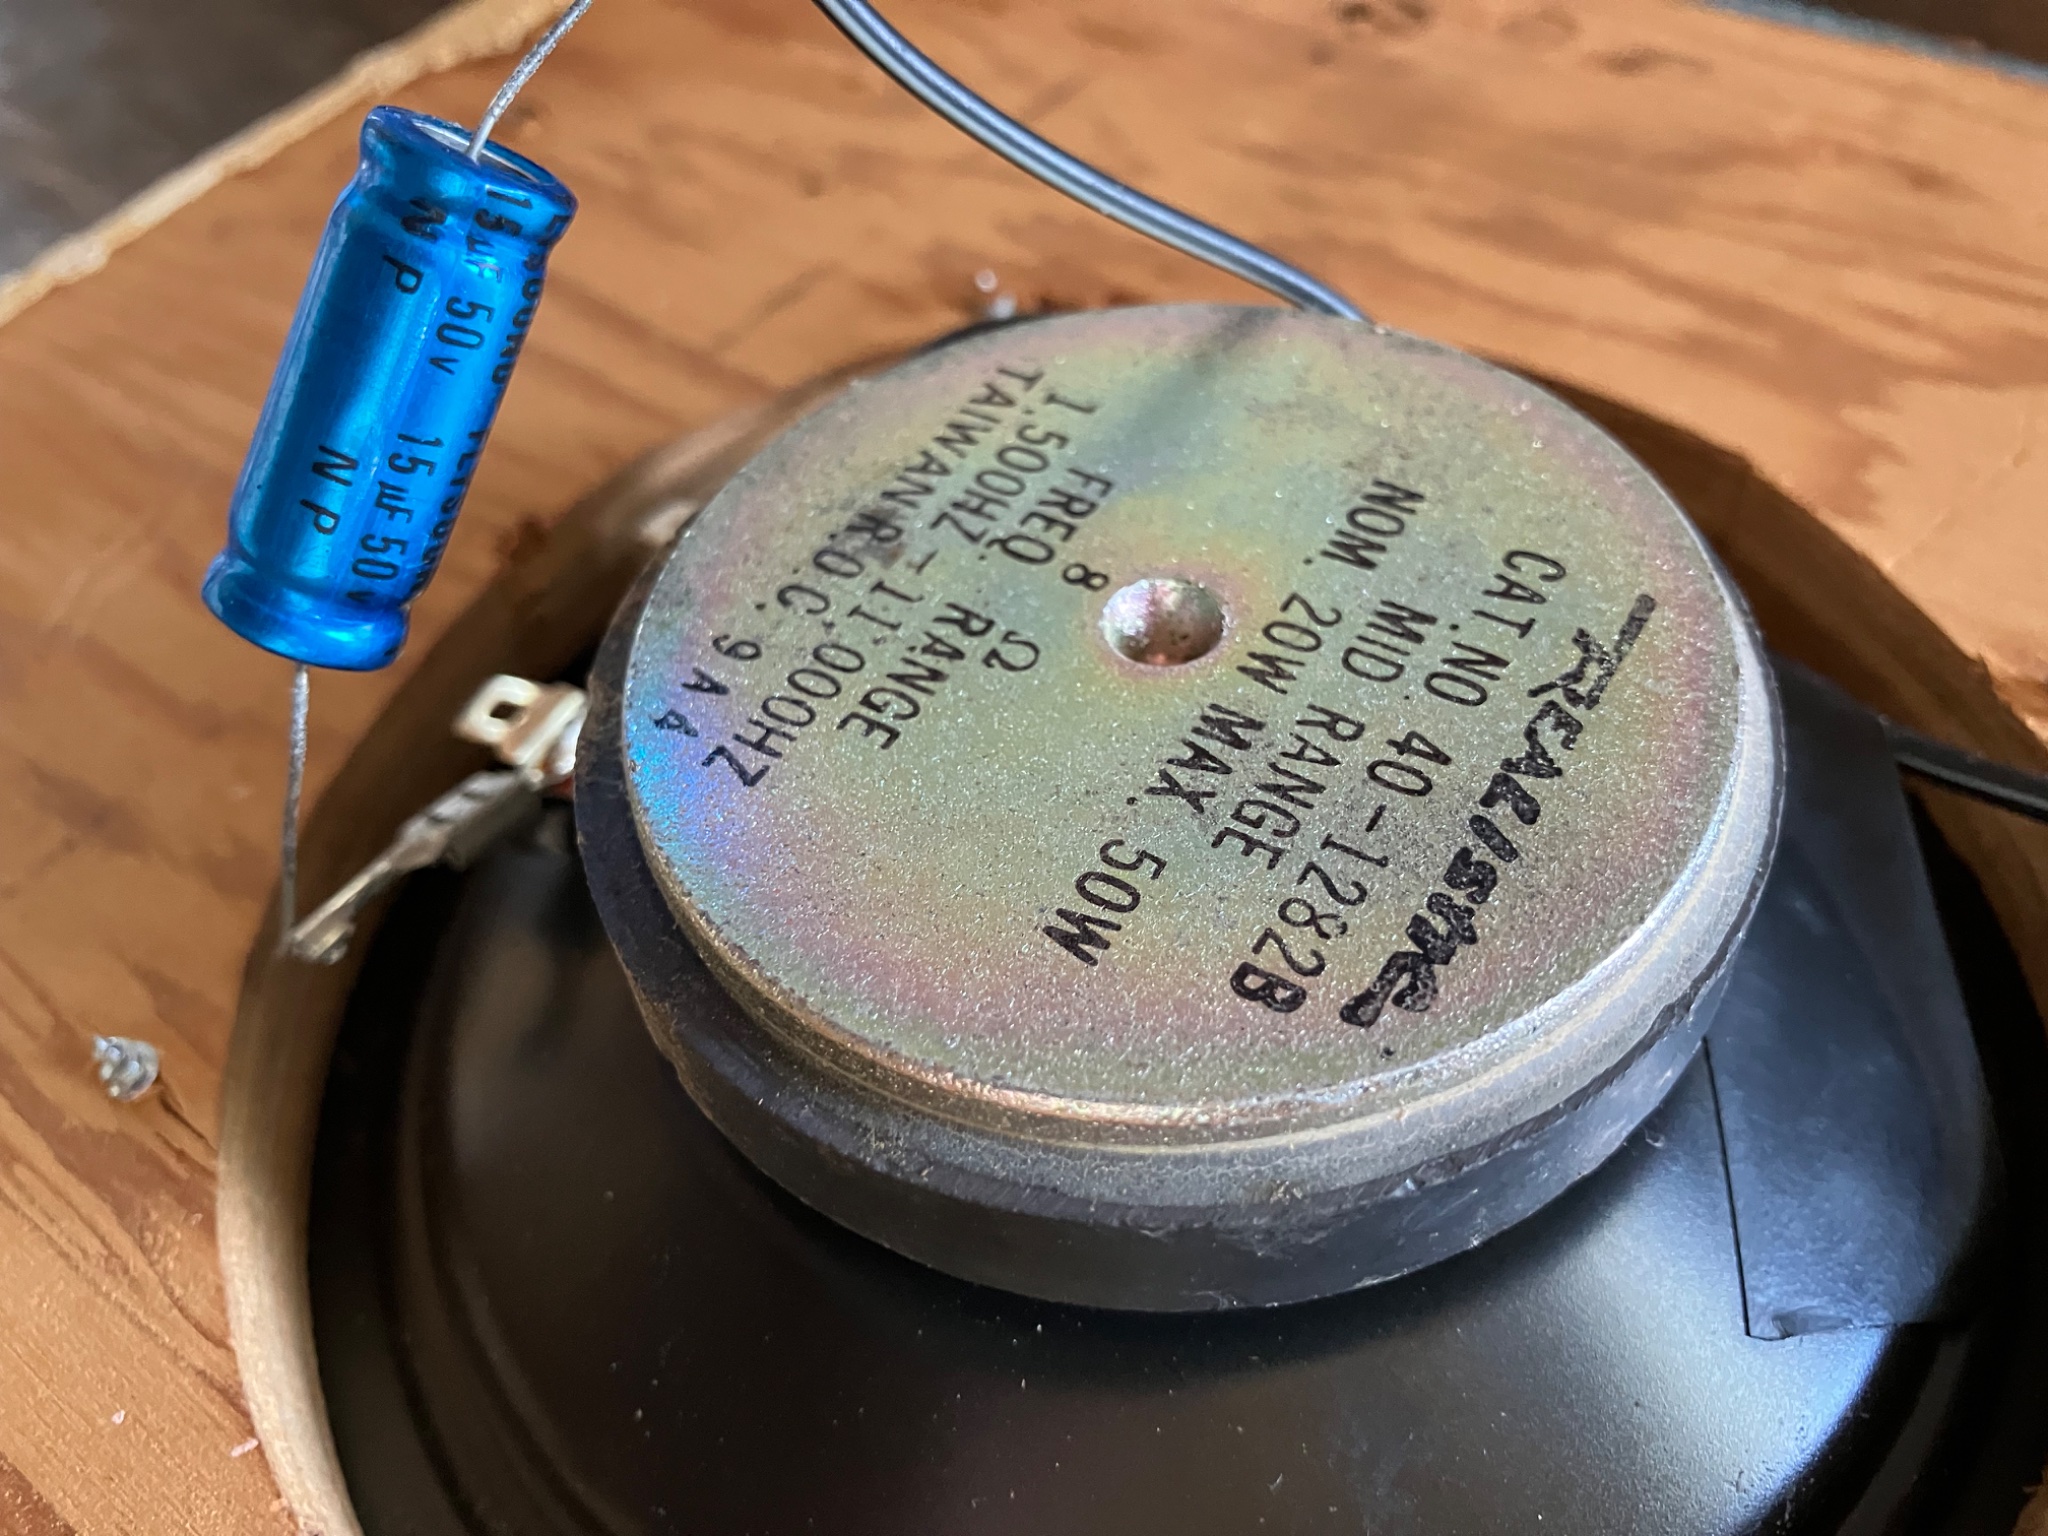 REALISTIC
CAT.NO. 40-1282B
MID RANGE
NOM. 20W MAX. 50W
8 Ω
FREQ. RANGE
1.500HZ -11.000HZ
TAIWAN R.O.C.
9A4
15µF 50v 15µF 50v
NP NP